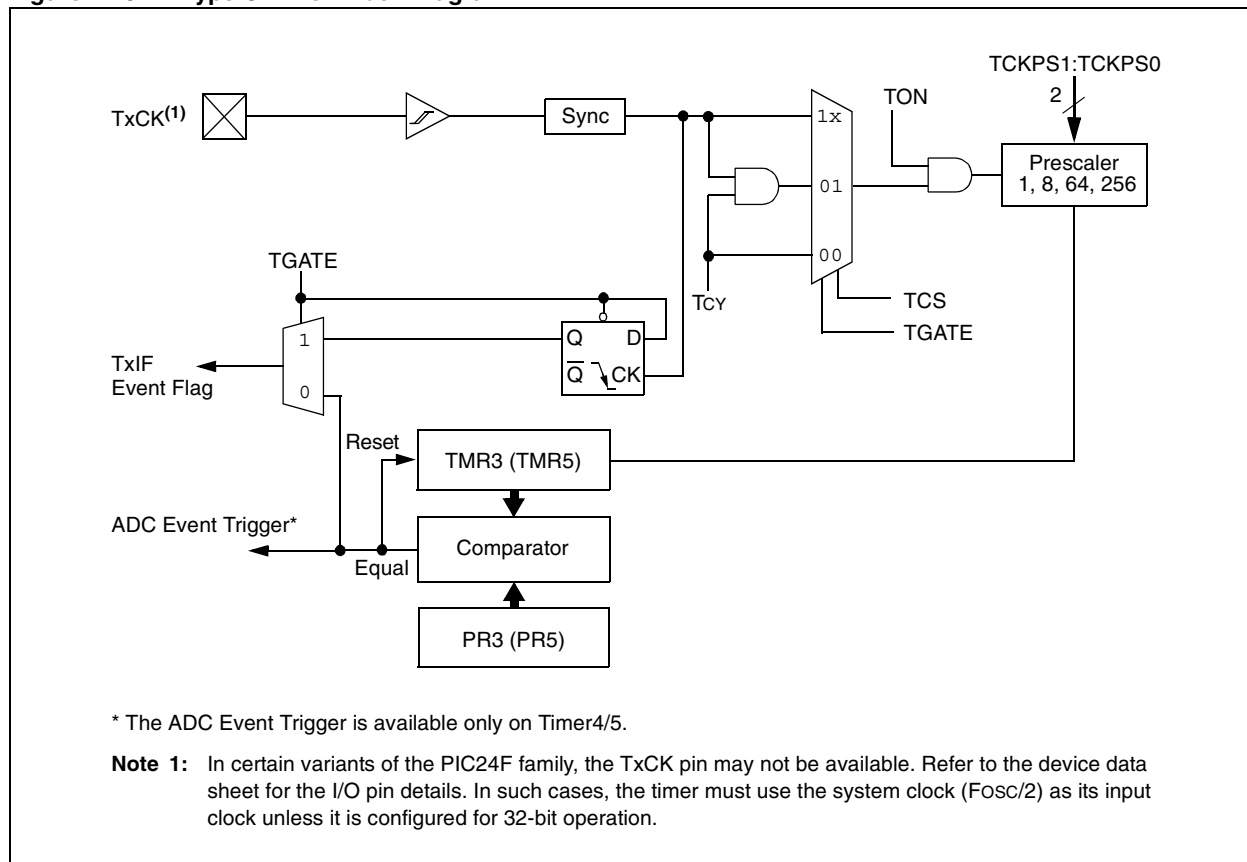 TCKPS1:TCKPS0
2
TON
TxCK(1)
Sync
1x
Prescaler
1, 8, 64, 256
01
00
TGATE
TCY
TCS
TGATE
1
Q D
TxIF
Event Flag
Q CK
0
Reset
TMR3 (TMR5)
ADC Event Trigger*
Comparator
Equal
PR3 (PR5)
* The ADC Event Trigger is available only on Timer4/5.
Note 1: In certain variants of the PIC24F family, the TxCK pin may not be available. Refer to the device data
sheet for the I/O pin details. In such cases, the timer must use the system clock (FOSC/2) as its input
clock unless it is configured for 32-bit operation.